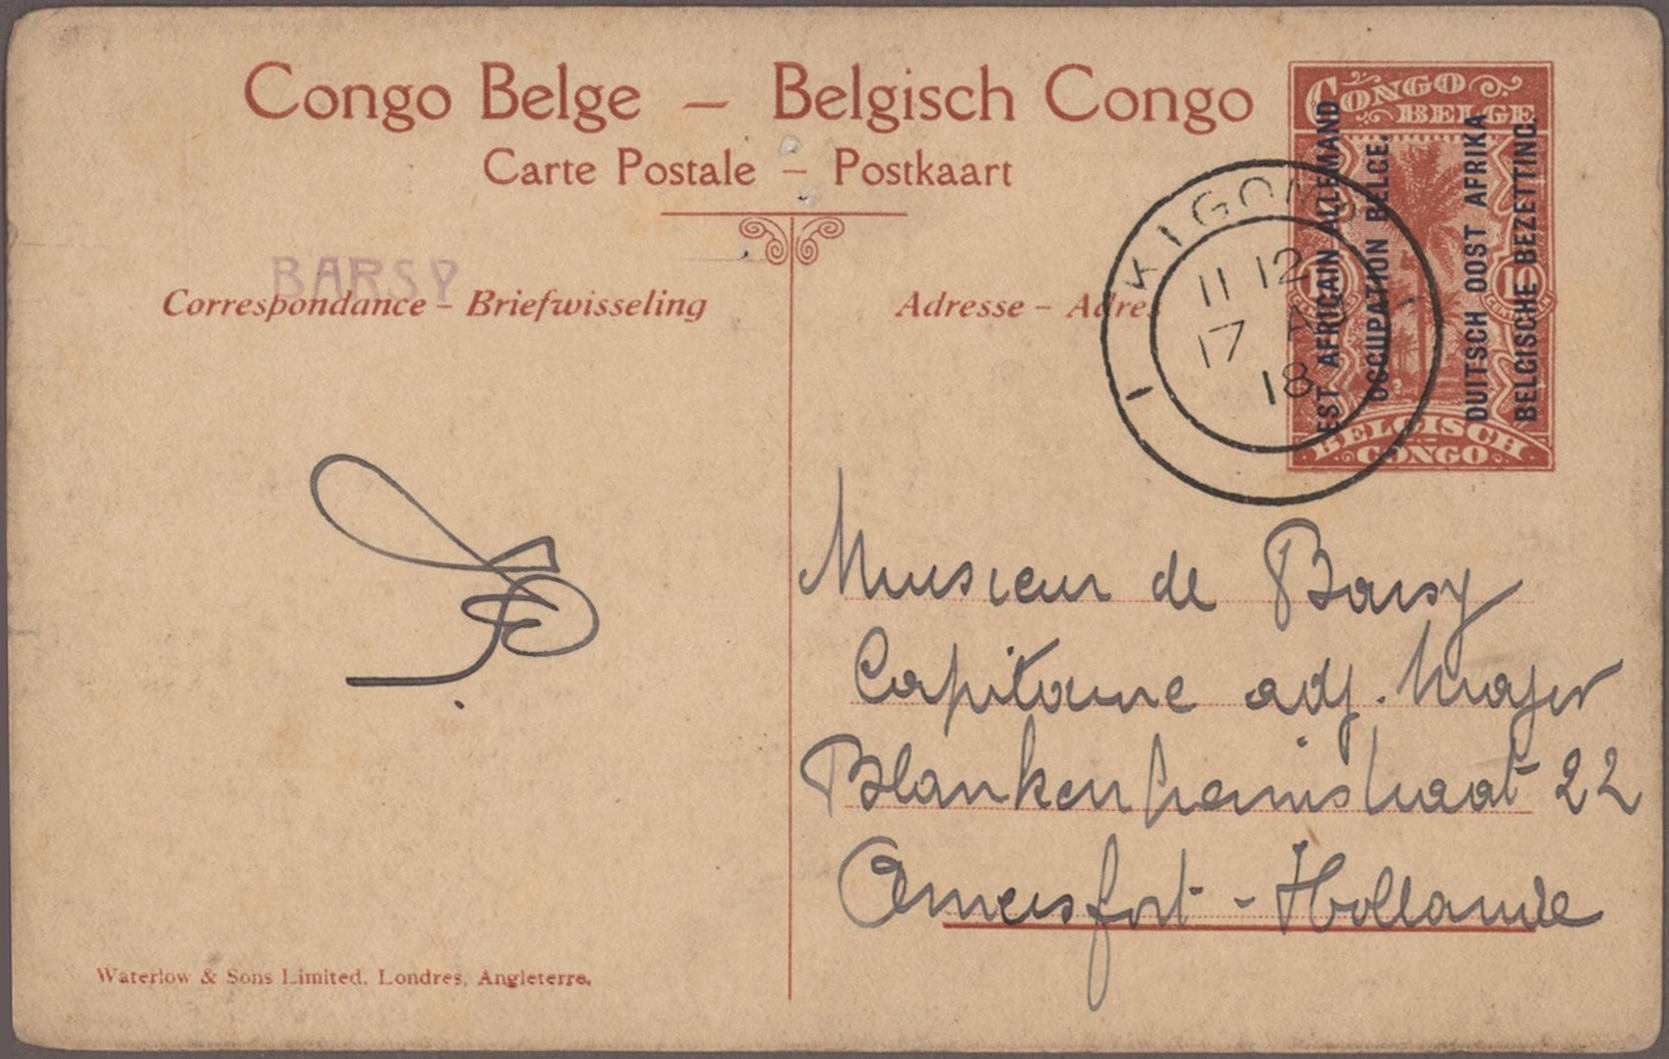 Congo Belge – Belgisch Congo
Carte Postale – Postkaart
CONGO
BELGE
EST AFRICAIN ALLEMAND
OCCUPATION BELGE.
DUITSCH OOST AFRIKA
BELGISCHE BEZETTING.
10
BELGISCH
CONGO
KIGOMA
11 12
17
18
BARSY
Correspondance – Briefwisseling
Adresse – Adres
Monsieur de Barsy
Capitaine adj. Major
Blankenheimstraat 22
Amersfort - Hollande
Waterlow & Sons Limited, Londres, Angleterre.